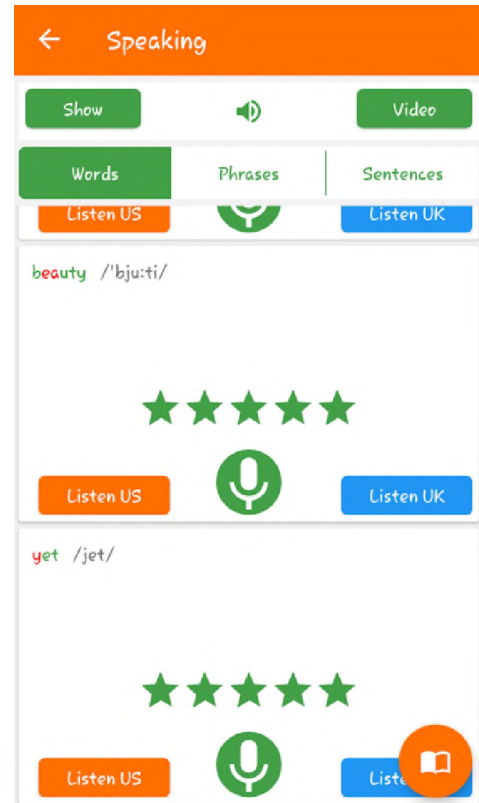 Speaking
Show Video
Words Phrases Sentences
Listen US Listen UK
beauty /'bju:ti/
Listen US Listen UK
yet /jet/
Listen US Liste